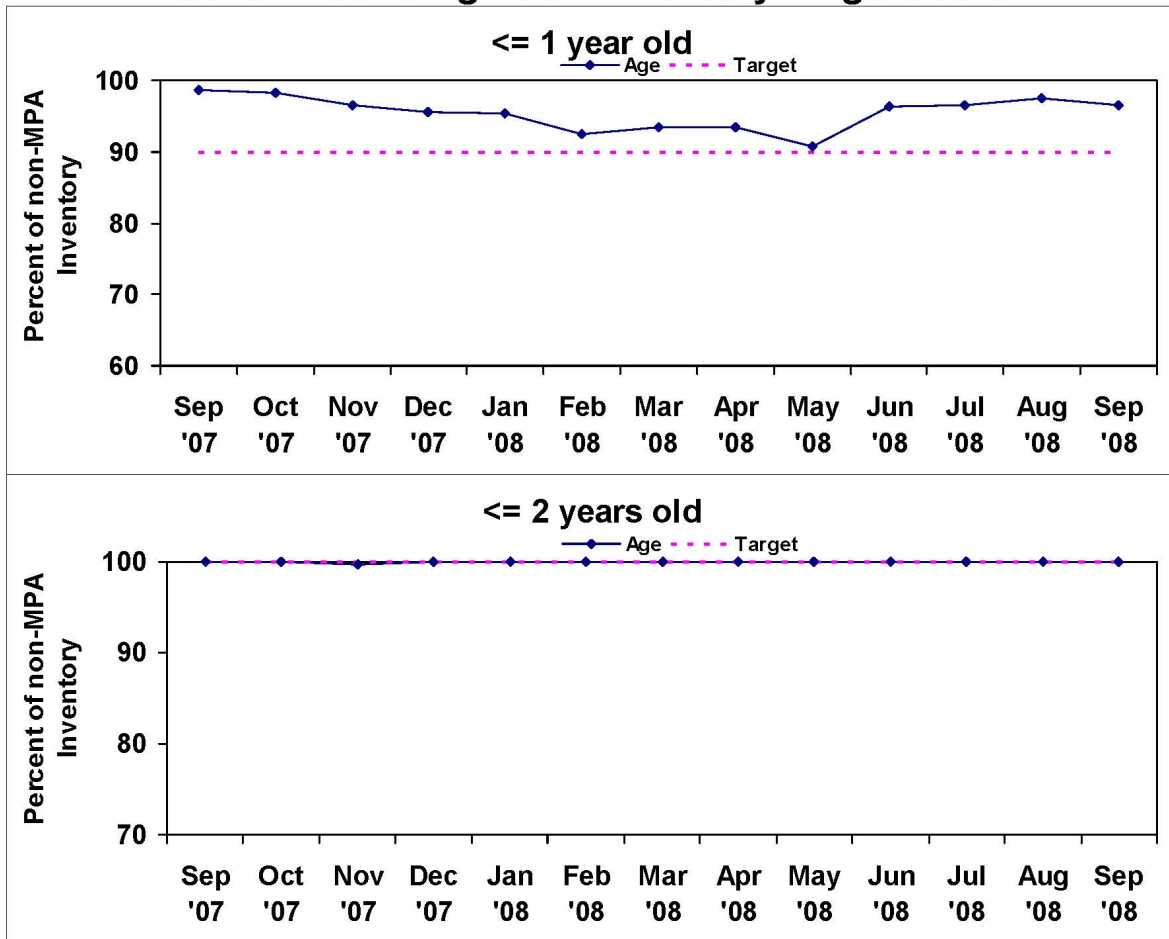 <= 1 year old
Age Target
Percent of non-MPA
Inventory
100
90
80
70
60
Sep Oct Nov Dec Jan Feb Mar Apr May Jun Jul Aug Sep
'07 '07 '07 '07 '08 '08 '08 '08 '08 '08 '08 '08 '08
<= 2 years old
Age Target
Percent of non-MPA
Inventory
100
90
80
70
Sep Oct Nov Dec Jan Feb Mar Apr May Jun Jul Aug Sep
'07 '07 '07 '07 '08 '08 '08 '08 '08 '08 '08 '08 '08